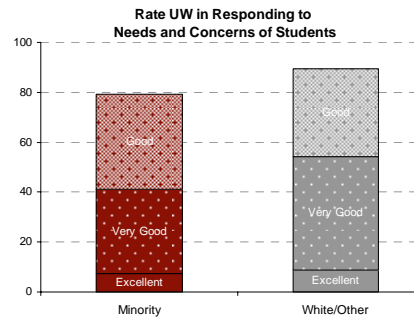 Rate UW in Responding to
Needs and Concerns of Students
100
80
60
40
20
0
Good
Very Good
Excellent
Good
Very Good
Excellent
Minority
White/Other